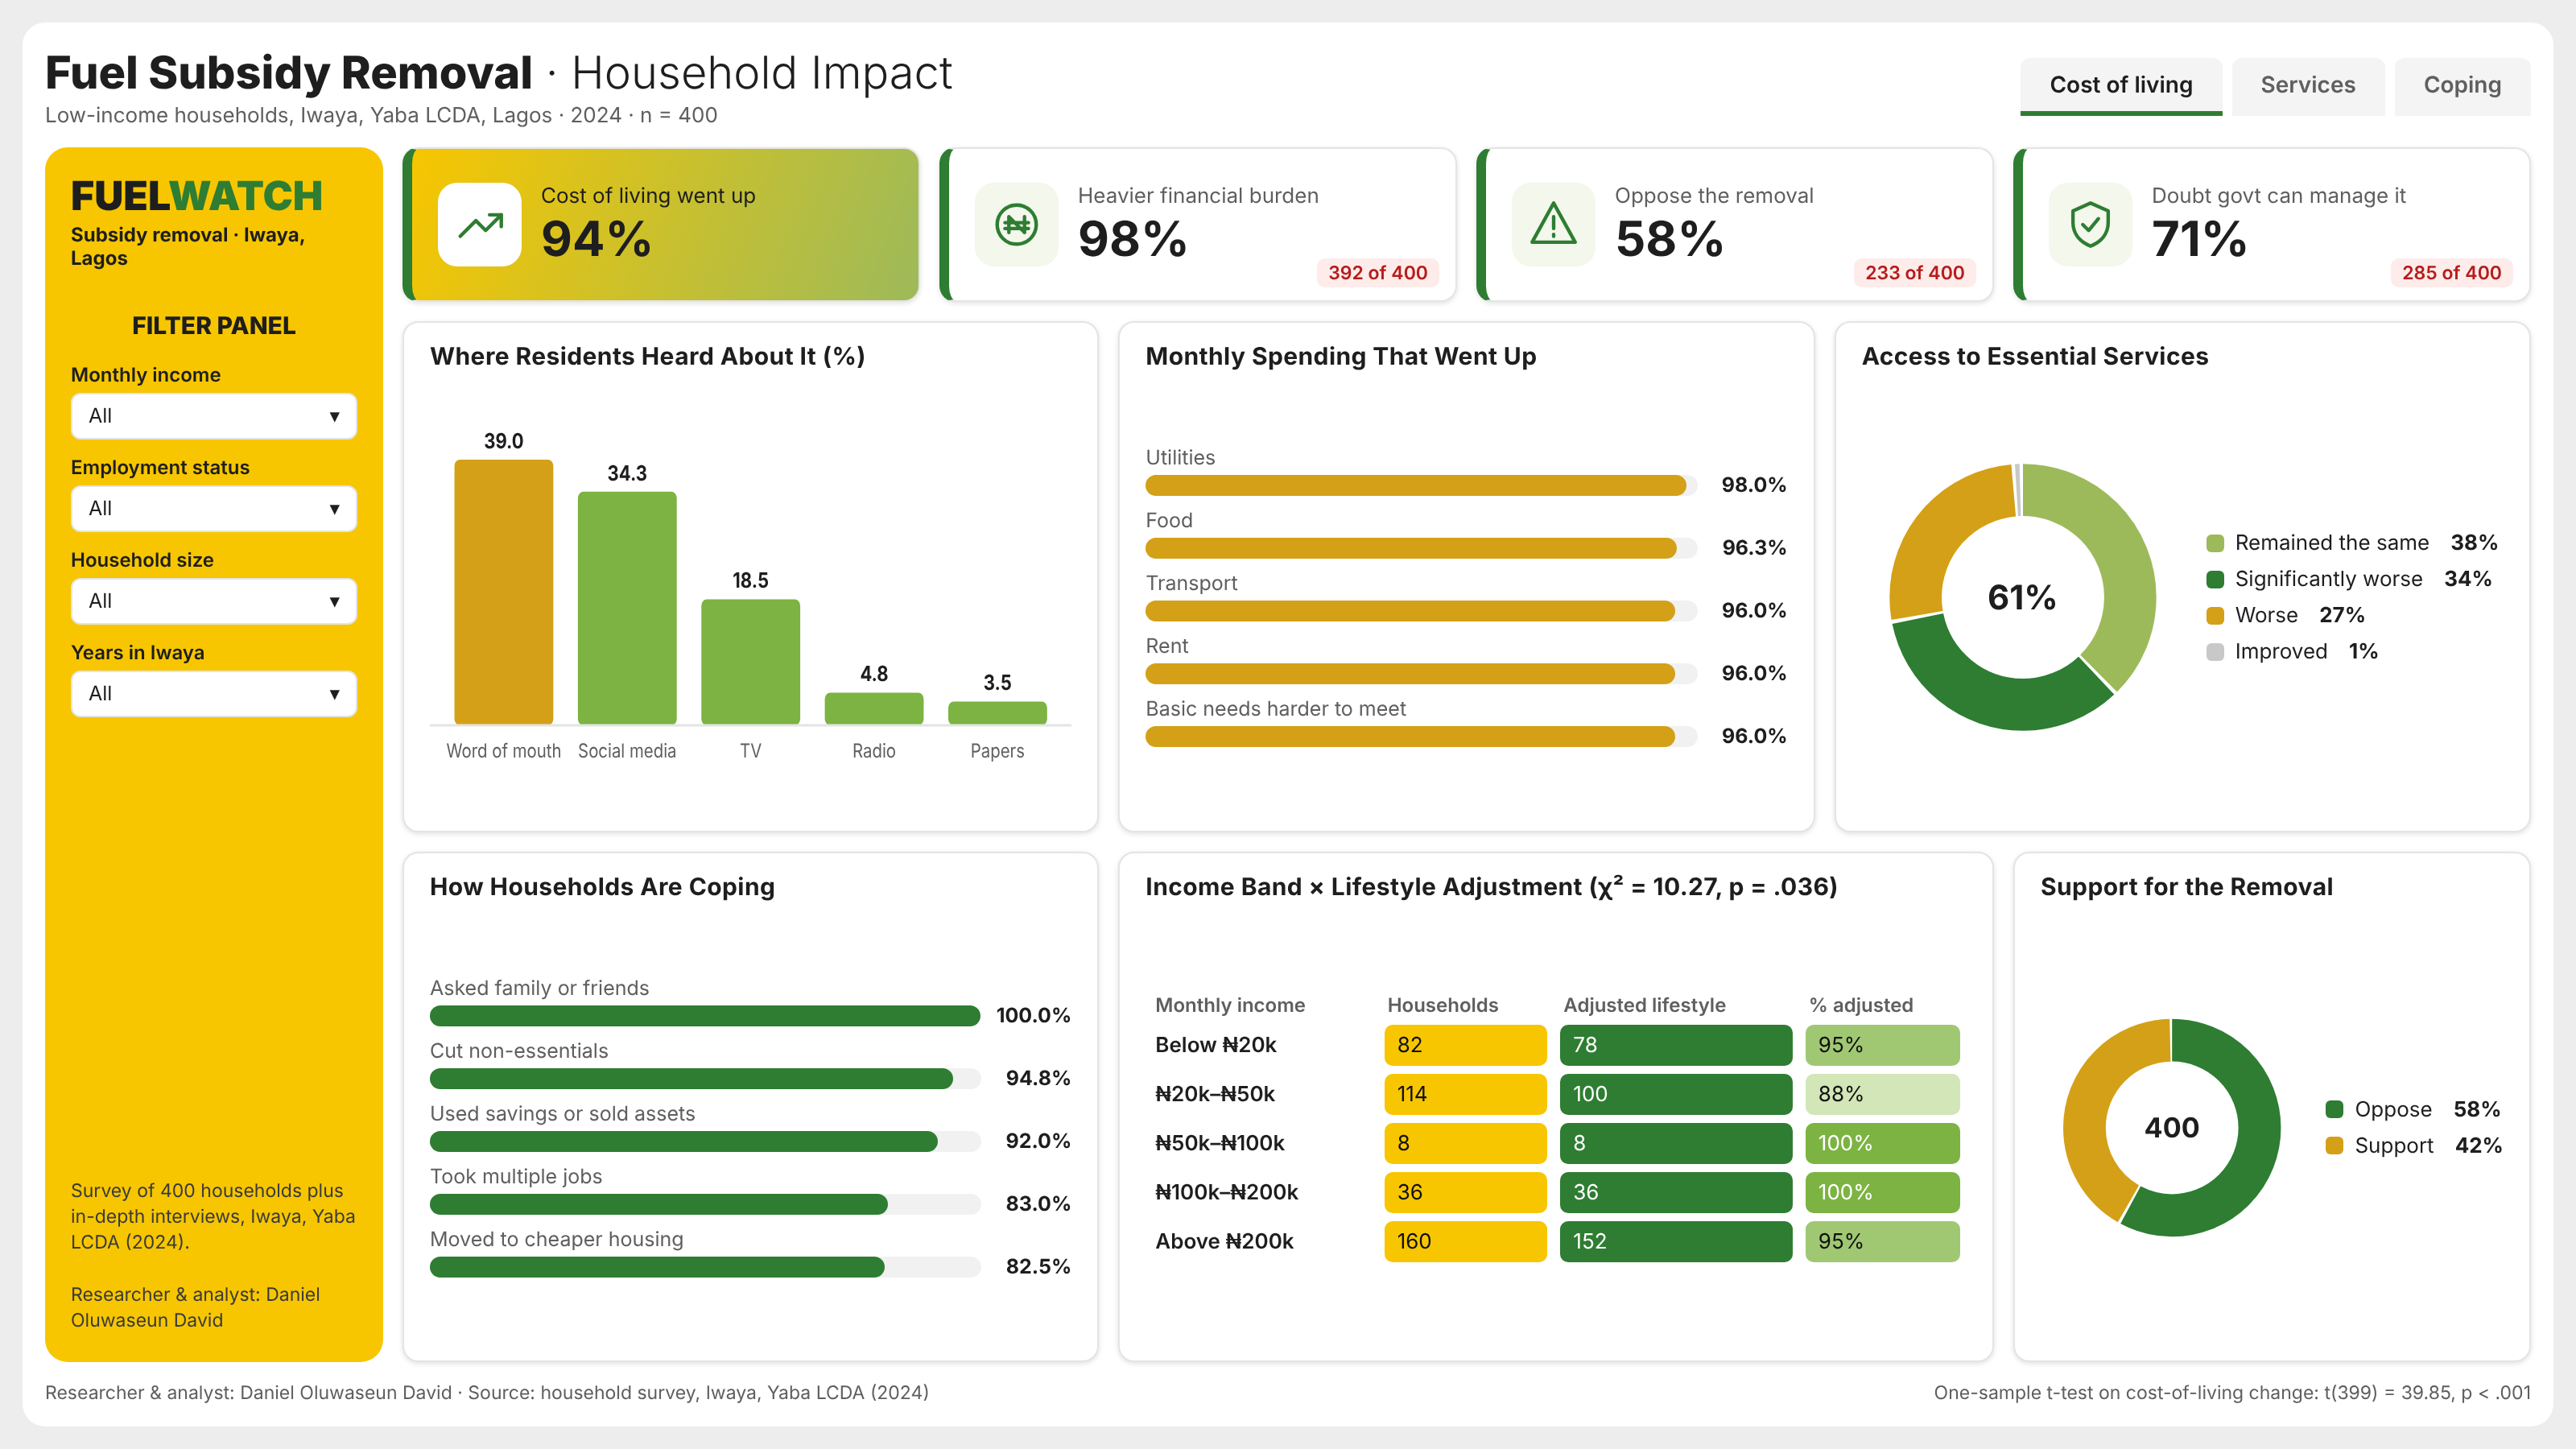 Fuel Subsidy Removal · Household Impact
Low-income households, Iwaya, Yaba LCDA, Lagos · 2024 · n = 400
Cost of living
Services
Coping
FUELWATCH
Subsidy removal · Iwaya,
Lagos
FILTER PANEL
Monthly income
All ▼
Employment status
All ▼
Household size
All ▼
Years in Iwaya
All ▼
Survey of 400 households plus
in-depth interviews, Iwaya, Yaba
LCDA (2024).
Researcher & analyst: Daniel
Oluwaseun David
Cost of living went up
94%
Heavier financial burden
98%
392 of 400
Oppose the removal
58%
233 of 400
Doubt govt can manage it
71%
285 of 400
Where Residents Heard About It (%)
39.0
34.3
18.5
4.8
3.5
Word of mouth
Social media
TV
Radio
Papers
Monthly Spending That Went Up
Utilities
98.0%
Food
96.3%
Transport
96.0%
Rent
96.0%
Basic needs harder to meet
96.0%
Access to Essential Services
61%
Remained the same 38%
Significantly worse 34%
Worse 27%
Improved 1%
How Households Are Coping
Asked family or friends
100.0%
Cut non-essentials
94.8%
Used savings or sold assets
92.0%
Took multiple jobs
83.0%
Moved to cheaper housing
82.5%
Income Band × Lifestyle Adjustment (χ² = 10.27, p = .036)
Monthly income Households Adjusted lifestyle % adjusted
Below ₦20k 82 78 95%
₦20k–₦50k 114 100 88%
₦50k–₦100k 8 8 100%
₦100k–₦200k 36 36 100%
Above ₦200k 160 152 95%
Support for the Removal
400
Oppose 58%
Support 42%
Researcher & analyst: Daniel Oluwaseun David · Source: household survey, Iwaya, Yaba LCDA (2024)
One-sample t-test on cost-of-living change: t(399) = 39.85, p < .001